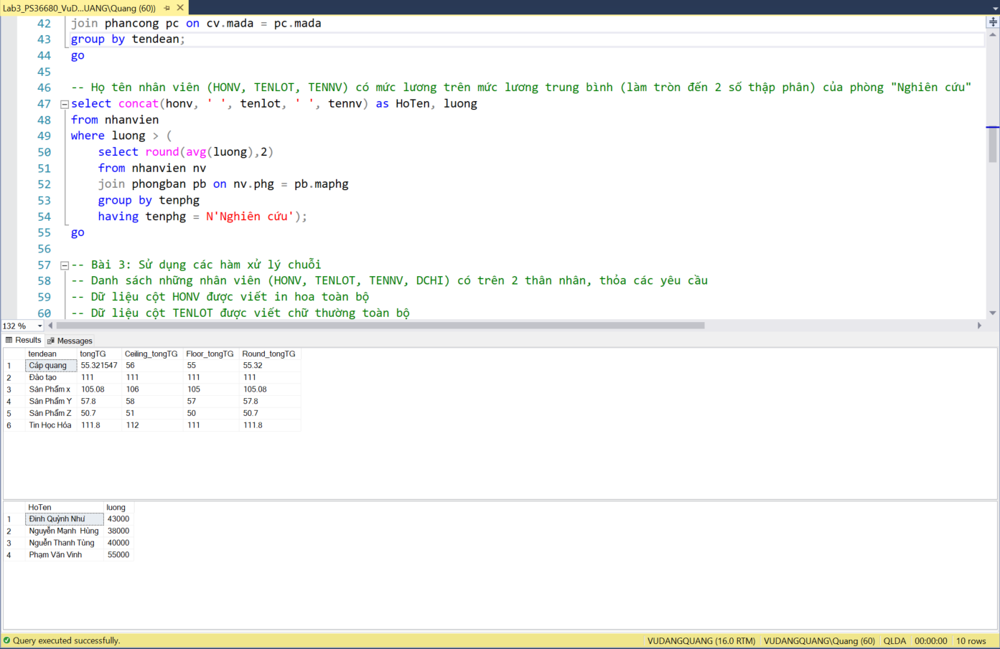 Lab3_PS36680_VuD...UANG\Quang (60))
42 join phancong pc on cv.mada = pc.mada
43 group by tendean;
44 go
45
46 -- Họ tên nhân viên (HONV, TENLOT, TENNV) có mức lương trên mức lương trung bình (làm tròn đến 2 số thập phân) của phòng "Nghiên cứu"
47 select concat(honv, ' ', tenlot, ' ', tennv) as HoTen, luong
48 from nhanvien
49 where luong > (
50 select round(avg(luong),2)
51 from nhanvien nv
52 join phongban pb on nv.phg = pb.maphg
53 group by tenphg
54 having tenphg = N'Nghiên cứu');
55 go
56
57 -- Bài 3: Sử dụng các hàm xử lý chuỗi
58 -- Danh sách những nhân viên (HONV, TENLOT, TENNV, DCHI) có trên 2 thân nhân, thỏa các yêu cầu
59 -- Dữ liệu cột HONV được viết in hoa toàn bộ
60 -- Dữ liệu cột TENLOT được viết chữ thường toàn bộ
132 %
Results Messages
tendean tongTG Ceiling_tongTG Floor_tongTG Round_tongTG
1 Cáp quang 55.321547 56 55 55.32
2 Đào tạo 111 111 111 111
3 Sản Phẩm x 105.08 106 105 105.08
4 Sản Phẩm Y 57.8 58 57 57.8
5 Sản Phẩm Z 50.7 51 50 50.7
6 Tin Học Hóa 111.8 112 111 111.8
HoTen luong
1 Đinh Quỳnh Như 43000
2 Nguyễn Mạnh  Hùng 38000
3 Nguễn Thanh Tùng 40000
4 Phạm Văn Vinh 55000
Query executed successfully. VUDANGQUANG (16.0 RTM) VUDANGQUANG\Quang (60) QLDA 00:00:00 10 rows